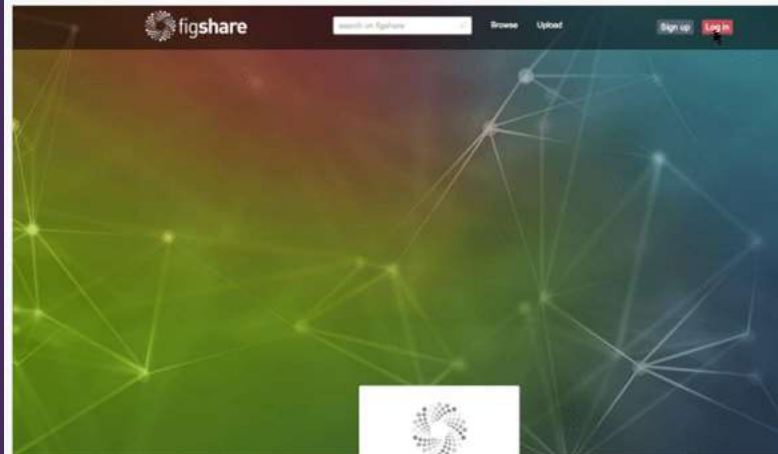 figshare
search on figshare
Browse
Upload
Sign up
Log in